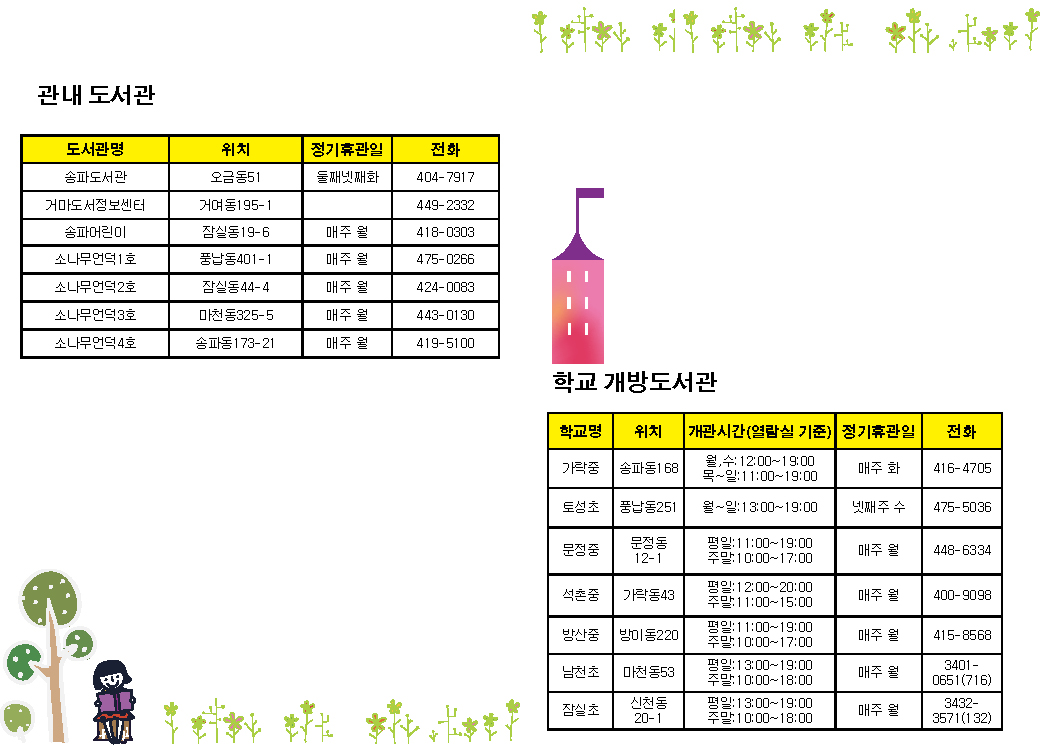 관내 도서관
도서관명 위치 정기휴관일 전화
송파도서관 오금동51 둘째넷째화 404-7917
거마도서정보센터 거여동195-1 449-2332
송파어린이 잠실동19-6 매주 월 418-0303
소나무언덕1호 풍납동401-1 매주 월 475-0266
소나무언덕2호 잠실동44-4 매주 월 424-0083
소나무언덕3호 마천동325-5 매주 월 443-0130
소나무언덕4호 송파동173-21 매주 월 419-5100
학교 개방도서관
학교명 위치 개관시간(열람실 기준) 정기휴관일 전화
가락중 송파동168 월,수:12:00~19:00 매주 화 416-4705
목~일:11:00~19:00
토성초 풍납동251 월~일:13:00~19:00 넷째주 수 475-5036
문정중 문정동 평일:11:00~19:00 매주 월 448-6334
12-1 주말:10:00~17:00
석촌중 가락동43 평일:12:00~20:00 매주 월 400-9098
주말:11:00~15:00
방산중 방이동220 평일:11:00~19:00 매주 월 415-8568
주말:10:00~17:00
남천초 마천동53 평일:13:00~19:00 매주 월 3401-
주말:10:00~18:00 0651(716)
잠실초 신천동 평일:13:00~19:00 매주 월 3432-
20-1 주말:10:00~18:00 3571(132)